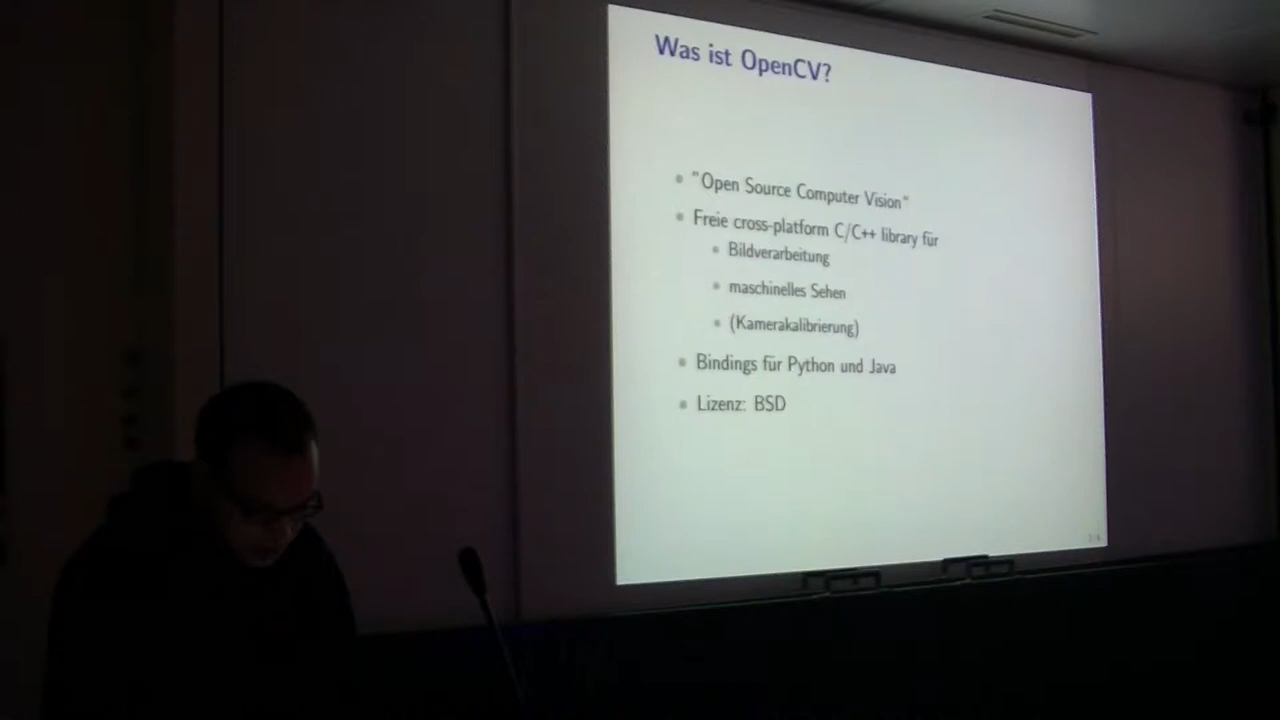 Was ist OpenCV?
"Open Source Computer Vision"
Freie cross-platform C/C++ library für
Bildverarbeitung
maschinelles Sehen
(Kamerakalibrierung)
Bindings für Python und Java
Lizenz: BSD